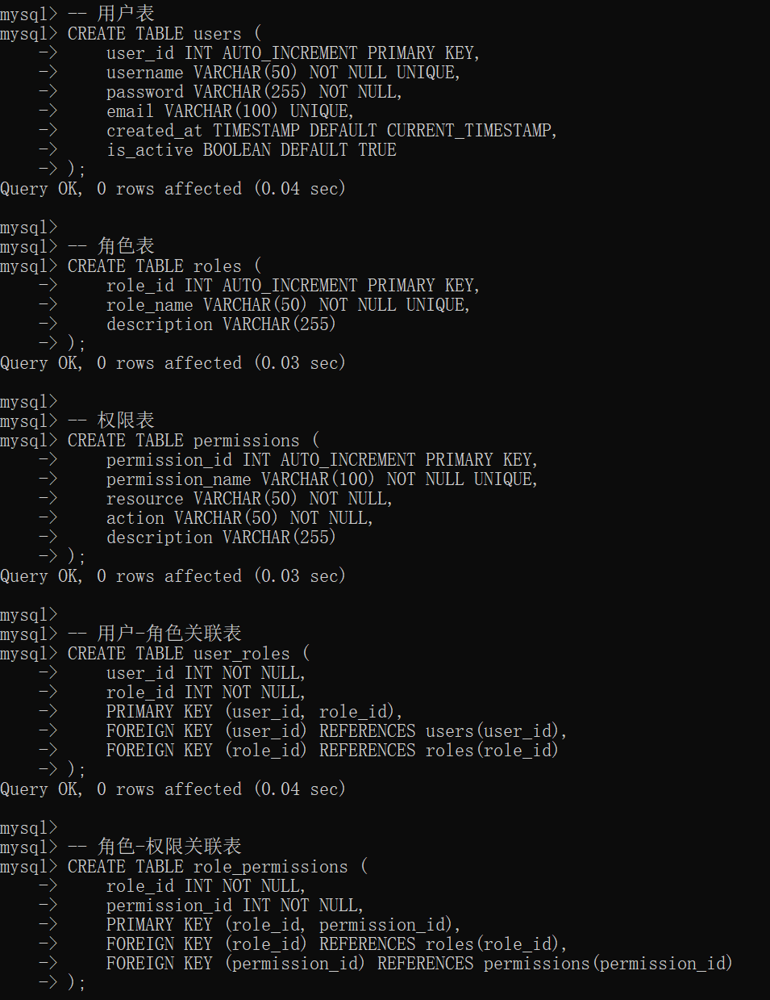 mysql> -- 用户表
mysql> CREATE TABLE users (
    ->     user_id INT AUTO_INCREMENT PRIMARY KEY,
    ->     username VARCHAR(50) NOT NULL UNIQUE,
    ->     password VARCHAR(255) NOT NULL,
    ->     email VARCHAR(100) UNIQUE,
    ->     created_at TIMESTAMP DEFAULT CURRENT_TIMESTAMP,
    ->     is_active BOOLEAN DEFAULT TRUE
    -> );
Query OK, 0 rows affected (0.04 sec)

mysql>
mysql> -- 角色表
mysql> CREATE TABLE roles (
    ->     role_id INT AUTO_INCREMENT PRIMARY KEY,
    ->     role_name VARCHAR(50) NOT NULL UNIQUE,
    ->     description VARCHAR(255)
    -> );
Query OK, 0 rows affected (0.03 sec)

mysql>
mysql> -- 权限表
mysql> CREATE TABLE permissions (
    ->     permission_id INT AUTO_INCREMENT PRIMARY KEY,
    ->     permission_name VARCHAR(100) NOT NULL UNIQUE,
    ->     resource VARCHAR(50) NOT NULL,
    ->     action VARCHAR(50) NOT NULL,
    ->     description VARCHAR(255)
    -> );
Query OK, 0 rows affected (0.03 sec)

mysql>
mysql> -- 用户-角色关联表
mysql> CREATE TABLE user_roles (
    ->     user_id INT NOT NULL,
    ->     role_id INT NOT NULL,
    ->     PRIMARY KEY (user_id, role_id),
    ->     FOREIGN KEY (user_id) REFERENCES users(user_id),
    ->     FOREIGN KEY (role_id) REFERENCES roles(role_id)
    -> );
Query OK, 0 rows affected (0.04 sec)

mysql>
mysql> -- 角色-权限关联表
mysql> CREATE TABLE role_permissions (
    ->     role_id INT NOT NULL,
    ->     permission_id INT NOT NULL,
    ->     PRIMARY KEY (role_id, permission_id),
    ->     FOREIGN KEY (role_id) REFERENCES roles(role_id),
    ->     FOREIGN KEY (permission_id) REFERENCES permissions(permission_id)
    -> );